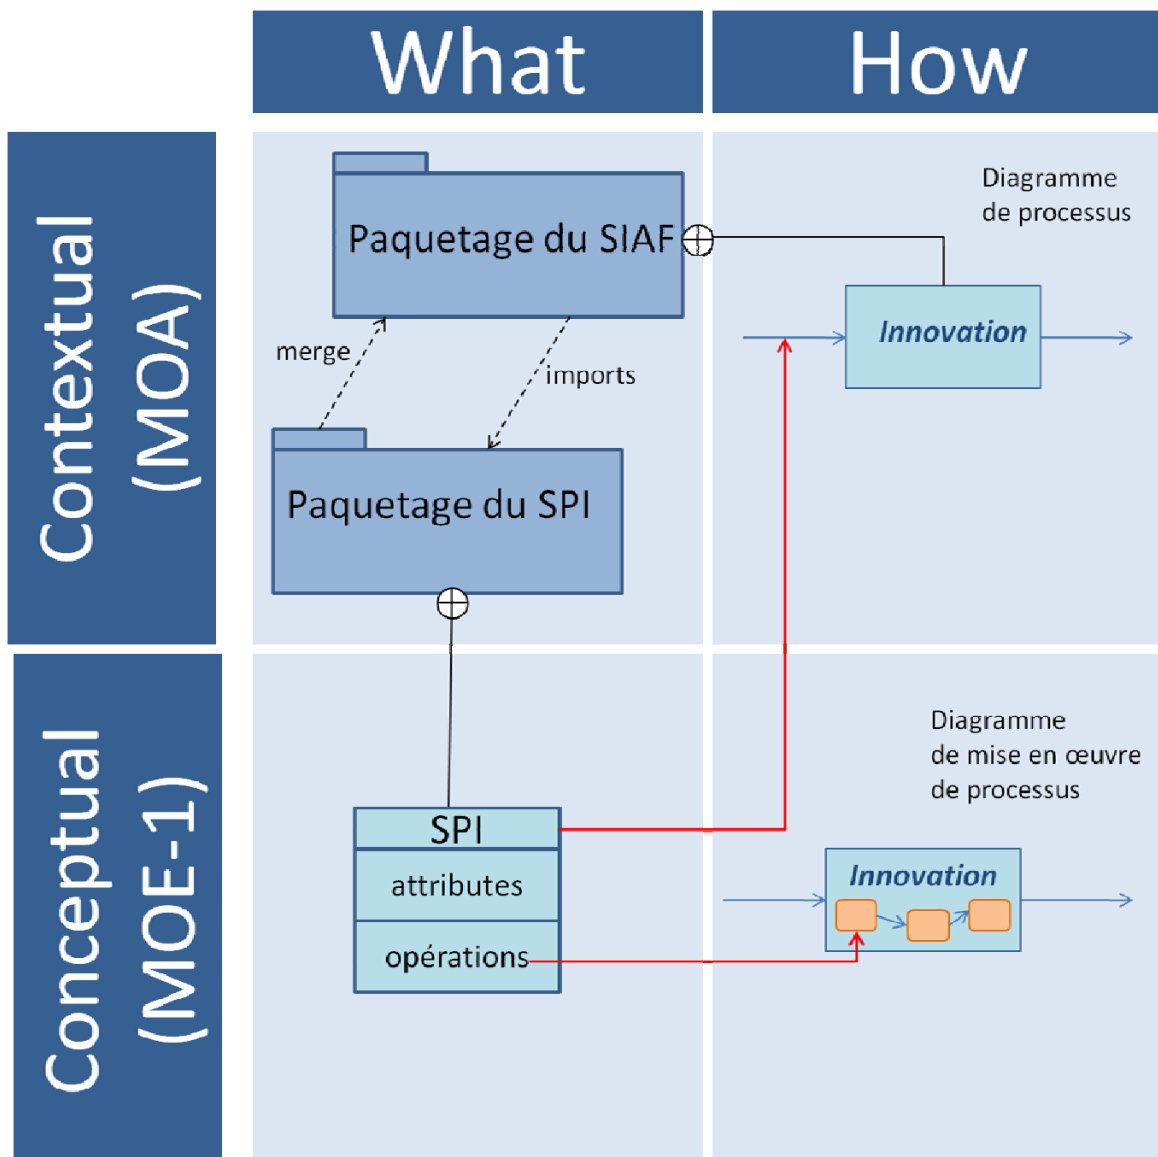 What
How
Contextual
(MOA)
Paquetage du SIAF
merge
imports
Paquetage du SPI
Diagramme
de processus
Innovation
Conceptual
(MOE-1)
SPI
attributes
opérations
Diagramme
de mise en œuvre
de processus
Innovation